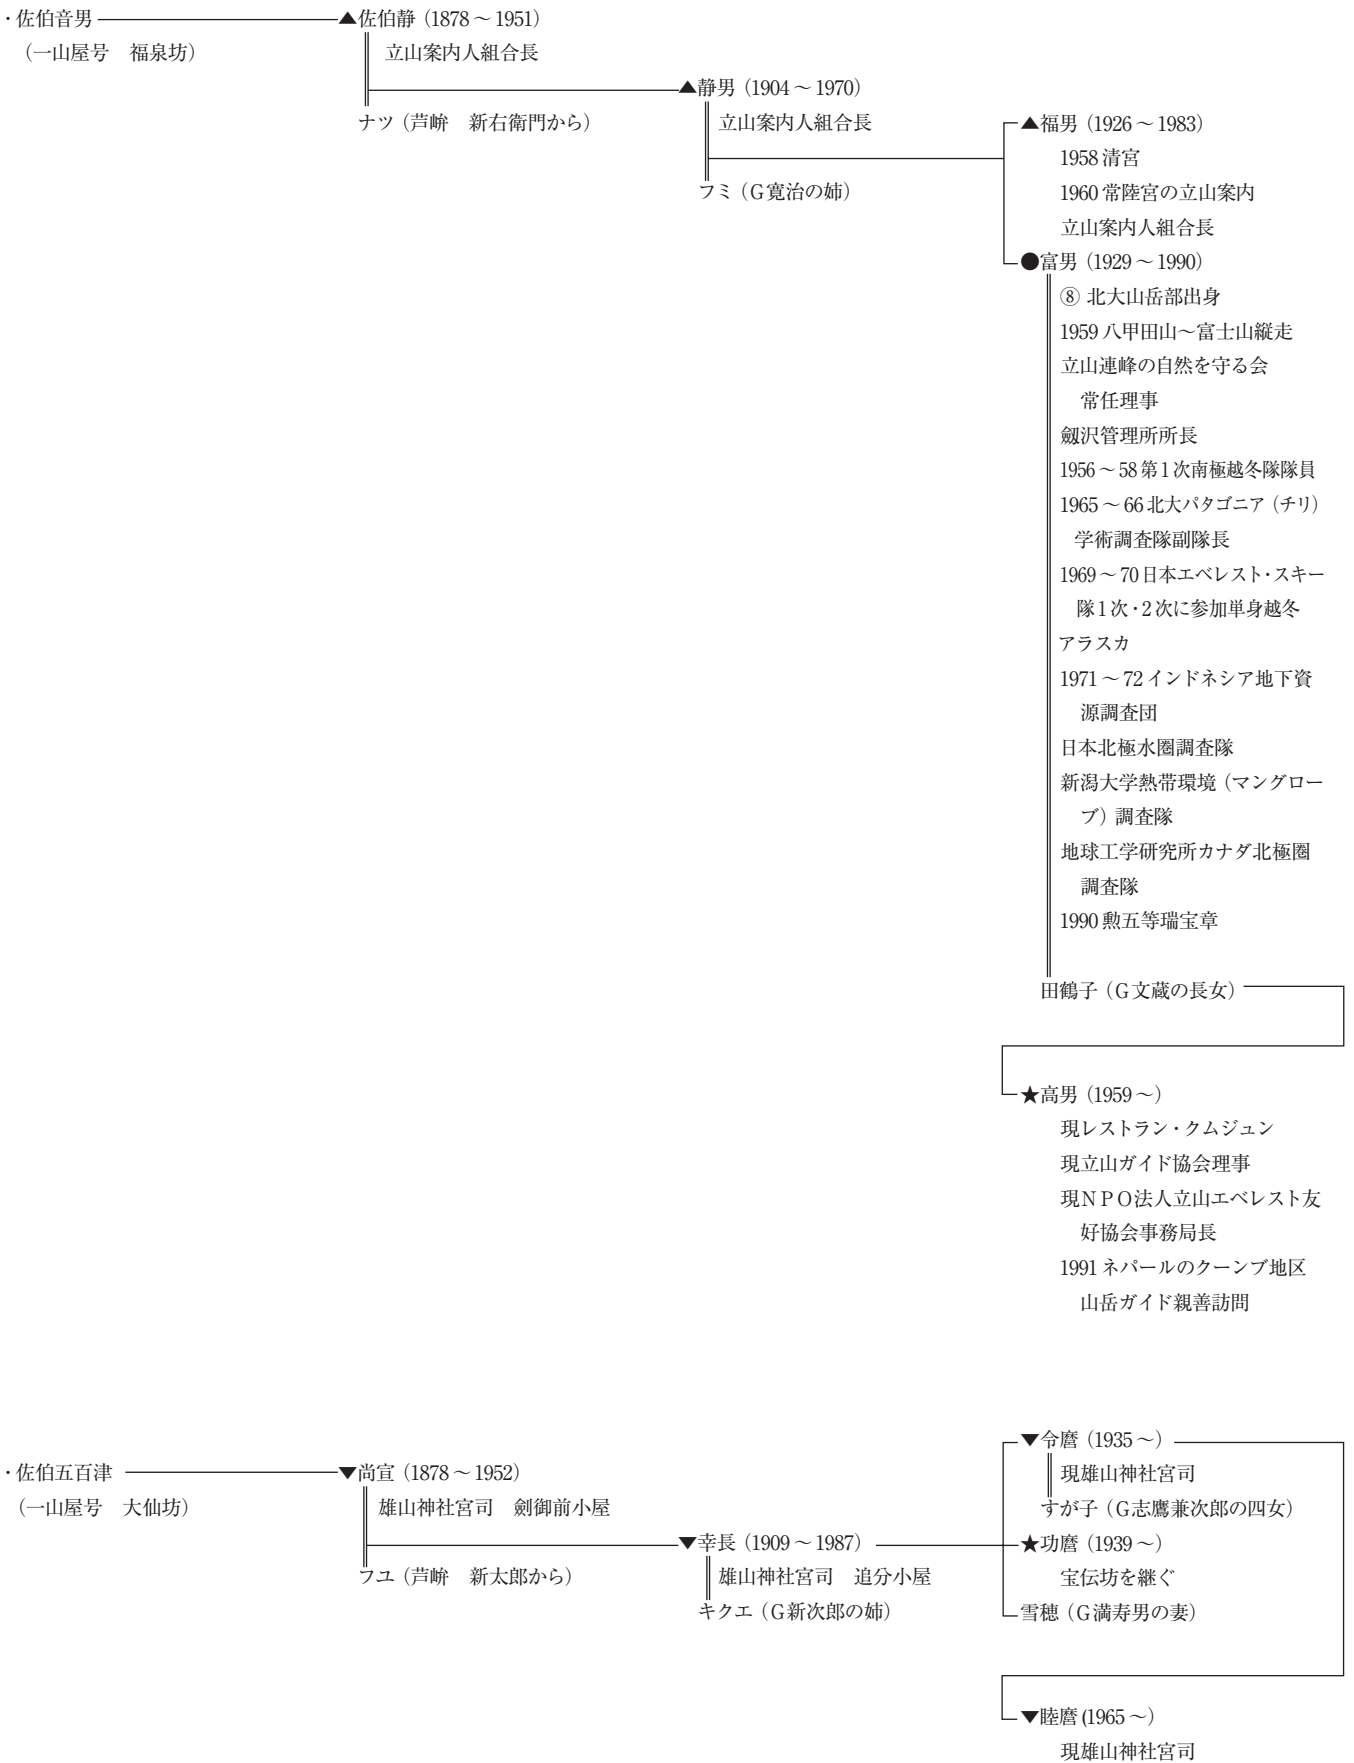 ・佐伯音男
（一山屋号　福泉坊）
▲佐伯静（1878～1951）
立山案内人組合長
ナツ（芦峅　新右衛門から）
▲静男（1904～1970）
立山案内人組合長
フミ（G寛治の姉）
▲福男（1926～1983）
1958 清宮
1960 常陸宮の立山案内
立山案内人組合長
●富男（1929～1990）
⑧ 北大山岳部出身
1959 八甲田山～富士山縦走
立山連峰の自然を守る会
常任理事
劔沢管理所所長
1956～58 第1次南極越冬隊隊員
1965～66 北大パタゴニア（チリ）
学術調査隊副隊長
1969～70 日本エベレスト・スキー
隊1次・2次に参加単身越冬
アラスカ
1971～72 インドネシア地下資
源調査団
日本北極水圏調査隊
新潟大学熱帯環境（マングロー
ブ）調査隊
地球工学研究所カナダ北極圏
調査隊
1990 勲五等瑞宝章
田鶴子（G文蔵の長女）
★高男（1959～）
現レストラン・クムジュン
現立山ガイド協会理事
現ＮＰＯ法人立山エベレスト友
好協会事務局長
1991 ネパールのクーンブ地区
山岳ガイド親善訪問
・佐伯五百津
（一山屋号　大仙坊）
▼尚宣（1878～1952）
雄山神社宮司　劍御前小屋
フユ（芦峅　新太郎から）
▼幸長（1909～1987）
雄山神社宮司　追分小屋
キクエ（G新次郎の姉）
▼令麿（1935～）
現雄山神社宮司
すが子（G志鷹兼次郎の四女）
★功麿（1939～）
宝伝坊を継ぐ
雪穂（G満寿男の妻）
▼睦麿(1965～）
現雄山神社宮司